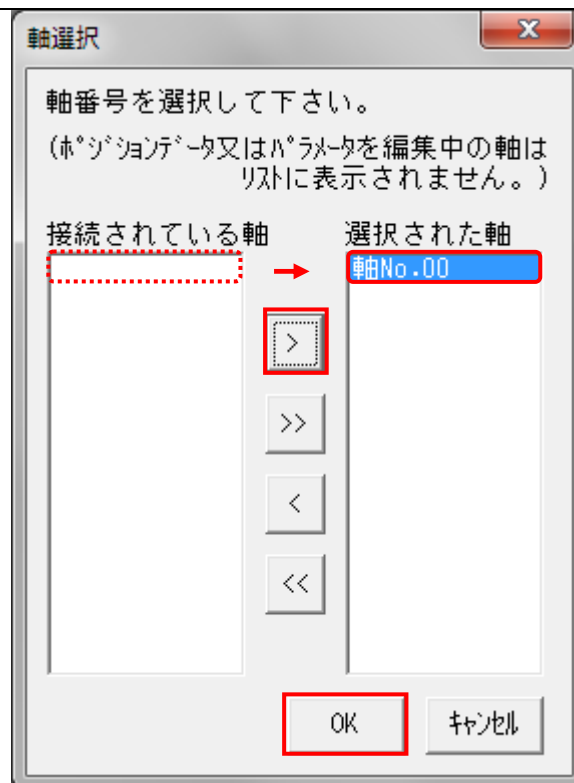 軸選択
軸番号を選択して下さい。
(ﾎﾟｼﾞｼｮﾝﾃﾞｰﾀ又はﾊﾟﾗﾒｰﾀを編集中の軸は
ﾘｽﾄに表示されません。)
接続されている軸 選択された軸
軸No.00
>
>>
<
<<
OK ｷｬﾝｾﾙ